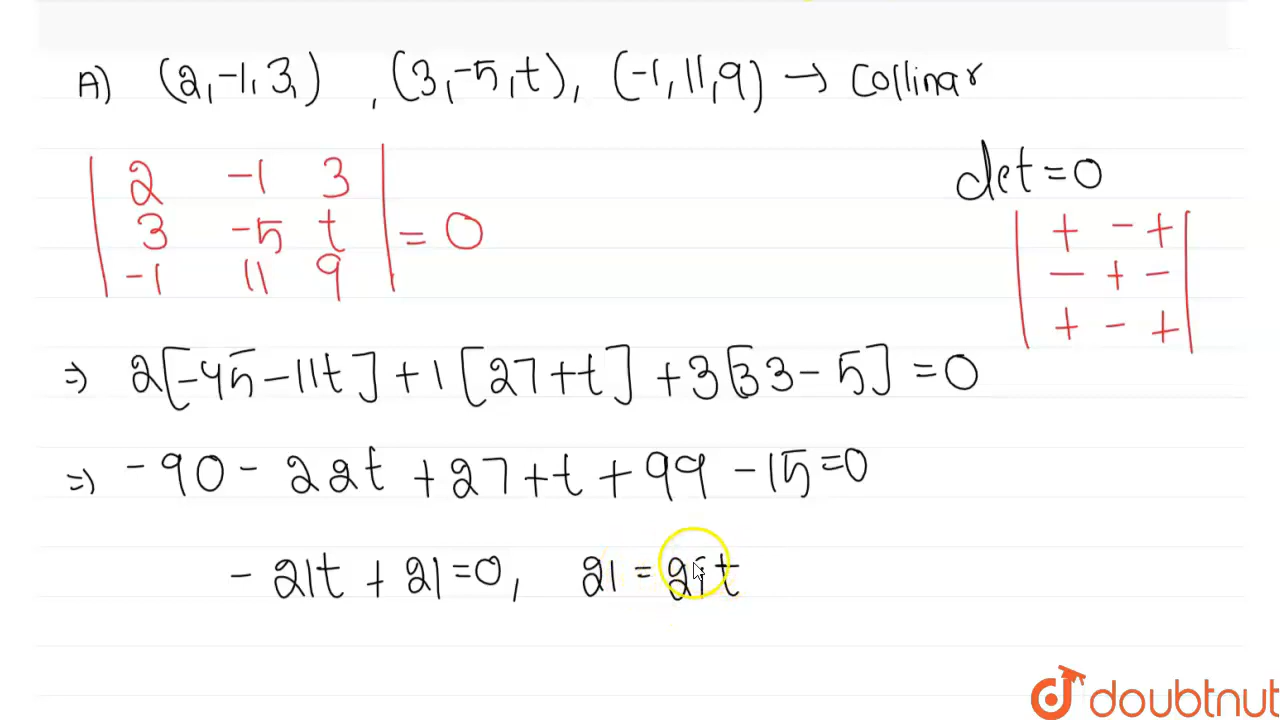 A) (2,-1,3,) , (3,-5,t), (-1,11,9) → Collinar
det=0
| 2 -1 3 |
| 3 -5 t | = 0
| -1 11 9 |
| + - + |
| - + - |
| + - + |
⇒ 2[-45-11t]+1[27+t]+3[33-5]=0
⇒ -90-22t+27+t+99-15=0
-21t+21=0, 21=21t
doubtnut